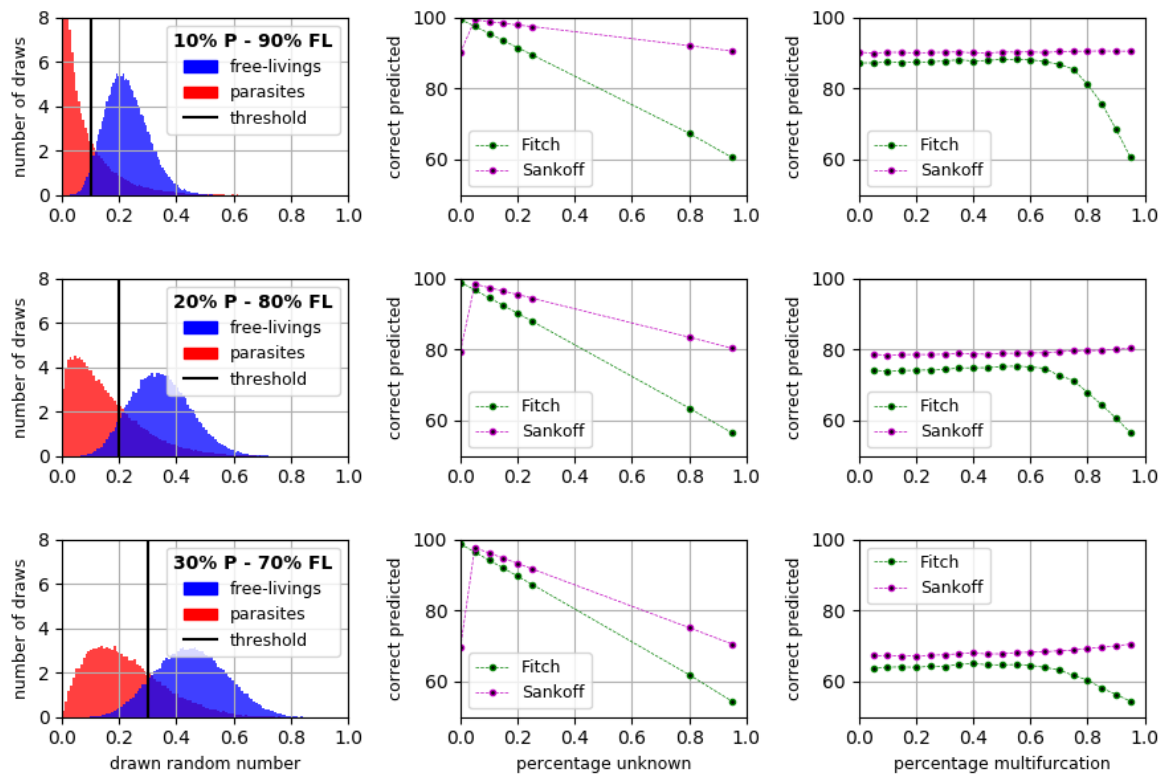 number of draws
8
6
4
2
0
0.0 0.2 0.4 0.6 0.8 1.0
10% P - 90% FL
free-livings
parasites
threshold
correct predicted
100
80
60
0.0 0.2 0.4 0.6 0.8 1.0
Fitch
Sankoff
correct predicted
100
80
60
0.0 0.2 0.4 0.6 0.8 1.0
Fitch
Sankoff
number of draws
8
6
4
2
0
0.0 0.2 0.4 0.6 0.8 1.0
20% P - 80% FL
free-livings
parasites
threshold
correct predicted
100
80
60
0.0 0.2 0.4 0.6 0.8 1.0
Fitch
Sankoff
correct predicted
100
80
60
0.0 0.2 0.4 0.6 0.8 1.0
Fitch
Sankoff
number of draws
8
6
4
2
0
0.0 0.2 0.4 0.6 0.8 1.0
drawn random number
30% P - 70% FL
free-livings
parasites
threshold
correct predicted
100
80
60
0.0 0.2 0.4 0.6 0.8 1.0
percentage unknown
Fitch
Sankoff
correct predicted
100
80
60
0.0 0.2 0.4 0.6 0.8 1.0
percentage multifurcation
Fitch
Sankoff